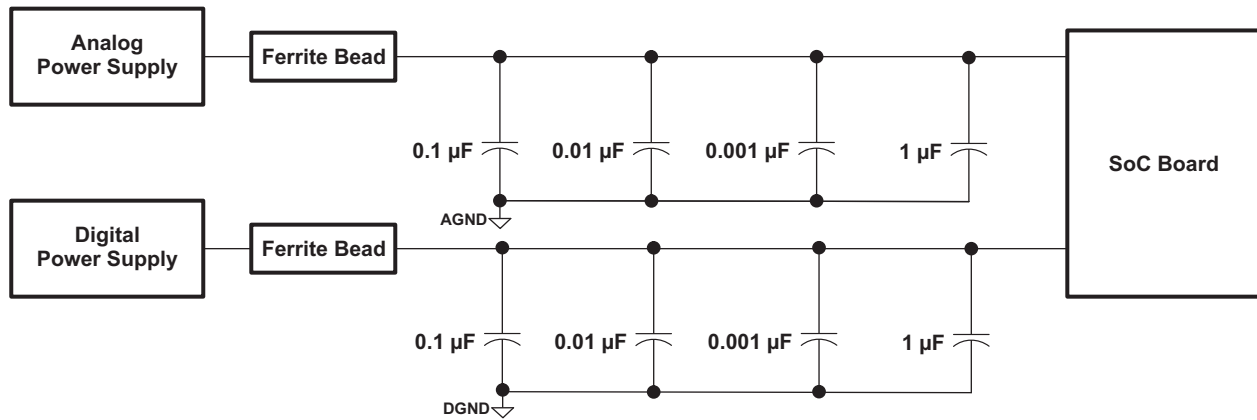 Analog
Power Supply
Ferrite Bead
0.1 µF
0.01 µF
0.001 µF
1 µF
SoC Board
AGND
Digital
Power Supply
Ferrite Bead
0.1 µF
0.01 µF
0.001 µF
1 µF
DGND